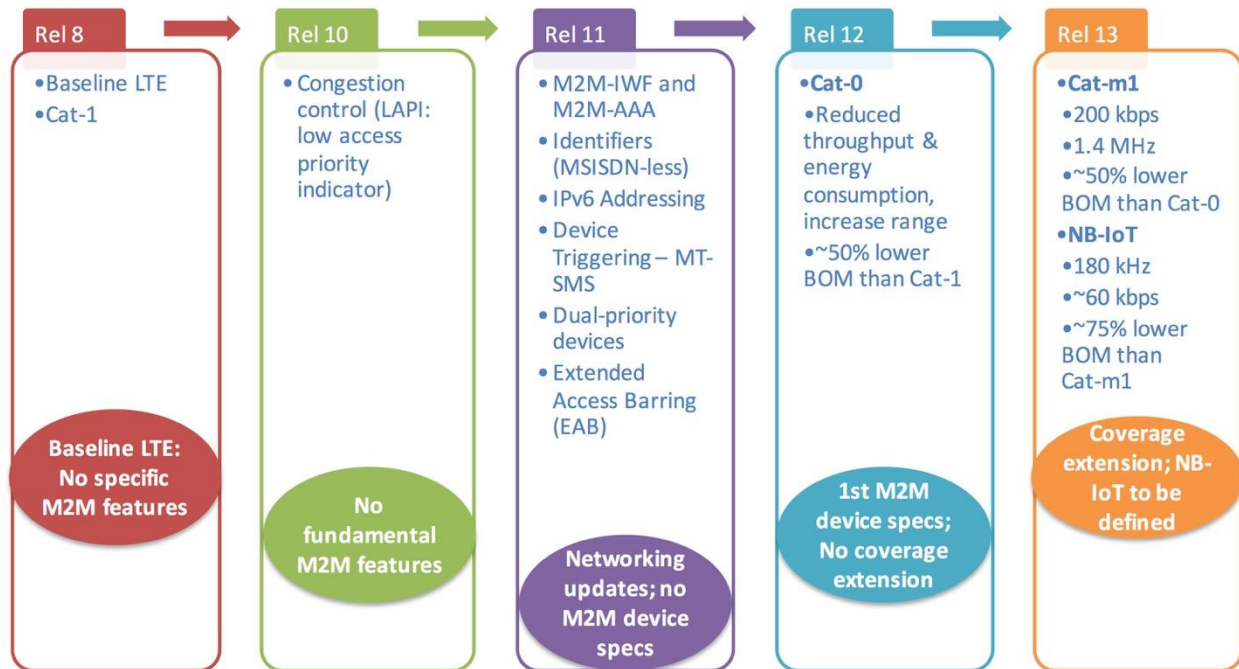 Rel 8
•Baseline LTE
•Cat-1
Baseline LTE:
No specific
M2M features
Rel 10
•Congestion
control (LAPI:
low access
priority
indicator)
No
fundamental
M2M features
Rel 11
•M2M-IWF and
M2M-AAA
•Identifiers
(MSISDN-less)
•IPv6 Addressing
•Device
Triggering – MT-
SMS
•Dual-priority
devices
•Extended
Access Barring
(EAB)
Networking
updates; no
M2M device
specs
Rel 12
•Cat-0
•Reduced
throughput &
energy
consumption,
increase range
•~50% lower
BOM than Cat-1
1st M2M
device specs;
No coverage
extension
Rel 13
•Cat-m1
•200 kbps
•1.4 MHz
•~50% lower
BOM than Cat-0
•NB-IoT
•180 kHz
•~60 kbps
•~75% lower
BOM than
Cat-m1
Coverage
extension; NB-
IoT to be
defined